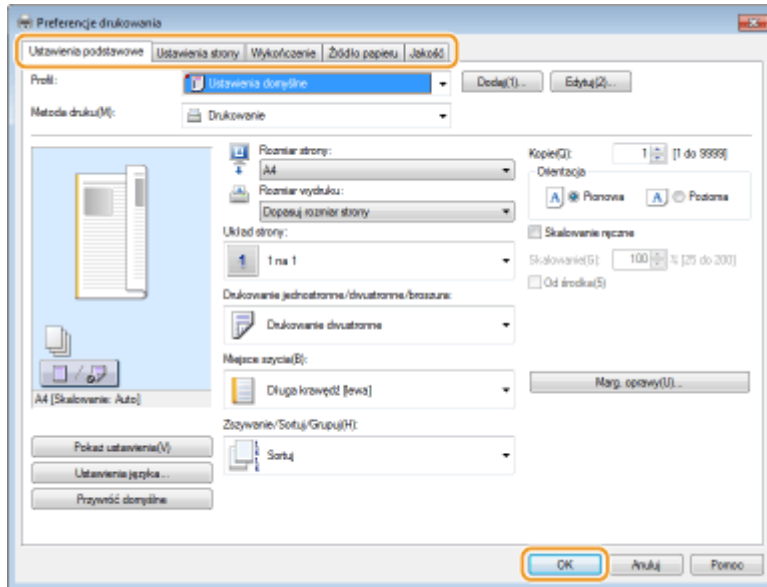 Preferencje drukowania
Ustawienia podstawowe Ustawienia strony Wykończenie Źródło papieru Jakość
Profil: Ustawienia domyślne Dodaj(1)... Edytuj(2)...
Metoda druku(M): Drukowanie
Rozmiar strony:
A4
Rozmiar wydruku:
Dopasuj rozmiar strony
Układ strony:
1 1 na 1
Drukowanie jednostronne/dwustronne/broszura:
Drukowanie dwustronne
Miejsce szycia(B):
Długa krawędź [lewa]
Zszywanie/Sortuj/Grupuj(H):
Sortuj
Kopie(Q): 1 [1 do 9999]
Orientacja
A Pionowa A Pozioma
Skalowanie ręczne
Skalowanie(G): 100 % [25 do 200]
Od środka(5)
Marg. oprawy(U)...
A4 [Skalowanie: Auto]
Pokaż ustawienia(V)
Ustawienia języka...
Przywróć domyślne
OK Anuluj Pomoc